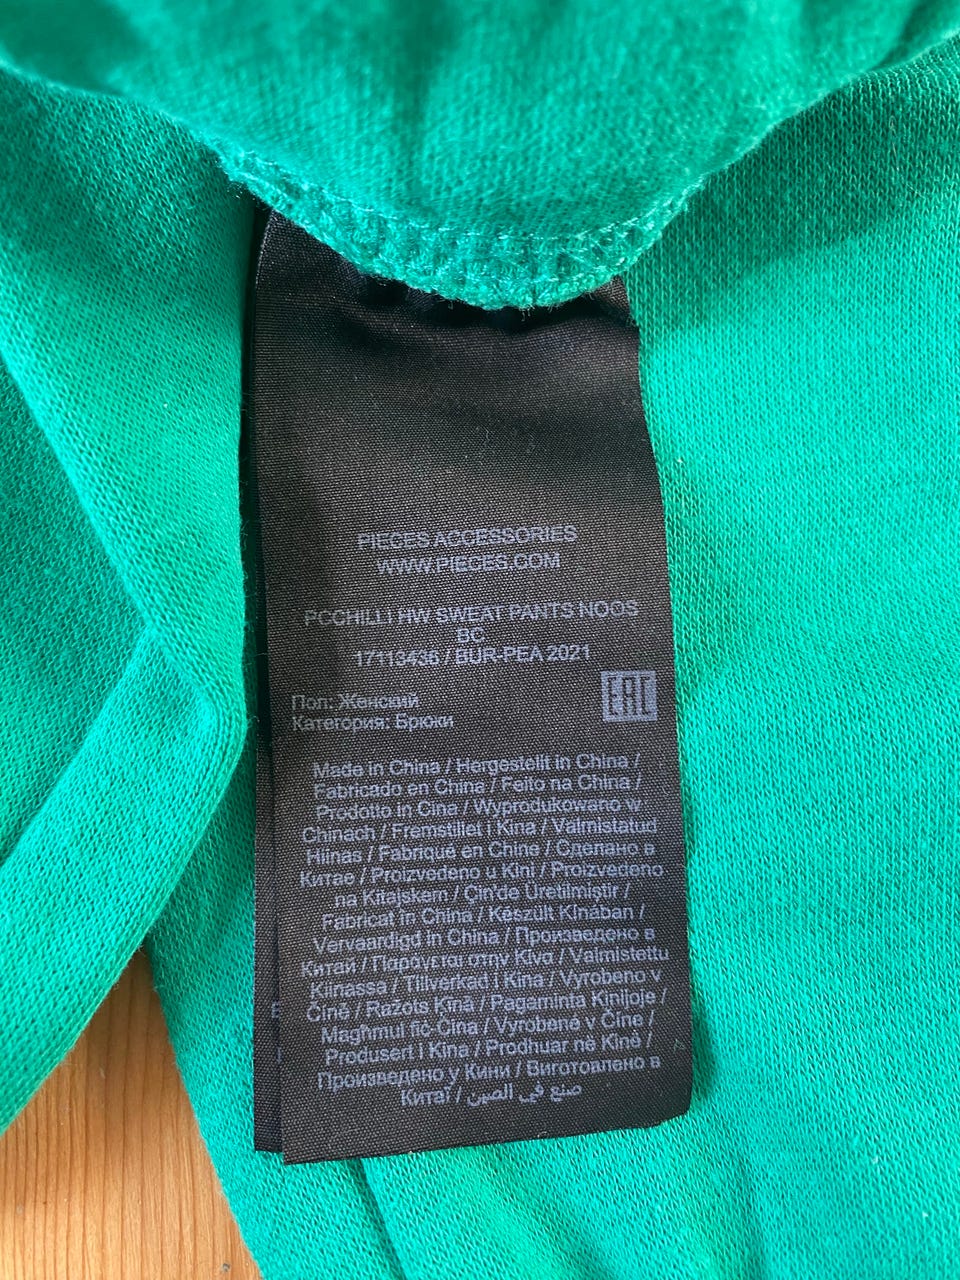 PIECES ACCESSORIES
WWW.PIECES.COM
PCCHILLI HW SWEAT PANTS NOOS
BC
17113436 / BUR-PEA 2021
Пол: Женский
Категория: Брюки
EAC
Made in China / Hergestellt in China /
Fabricado en China / Feito na China /
Prodotto in Cina / Wyprodukowano w
Chinach / Fremstillet i Kina / Valmistatud
Hiinas / Fabriqué en Chine / Сделано в
Китае / Proizvedeno u Kini / Proizvedeno
na Kitajskem / Çin'de Üretilmiştir /
Fabricat în China / Készült Kínában /
Vervaardigd in China / Произведено в
Китай / Παράγεται στην Κίνα / Valmistettu
Kiinassa / Tillverkad i Kina / Vyrobeno v
Číně / Ražots Ķīnā / Pagaminta Kinijoje /
Magħmul fiċ-Ċina / Vyrobené v Číne /
Produsert i Kina / Prodhuar në Kinë /
Произведено у Кини / Виготовлено в
Китаї / صنع في الصين